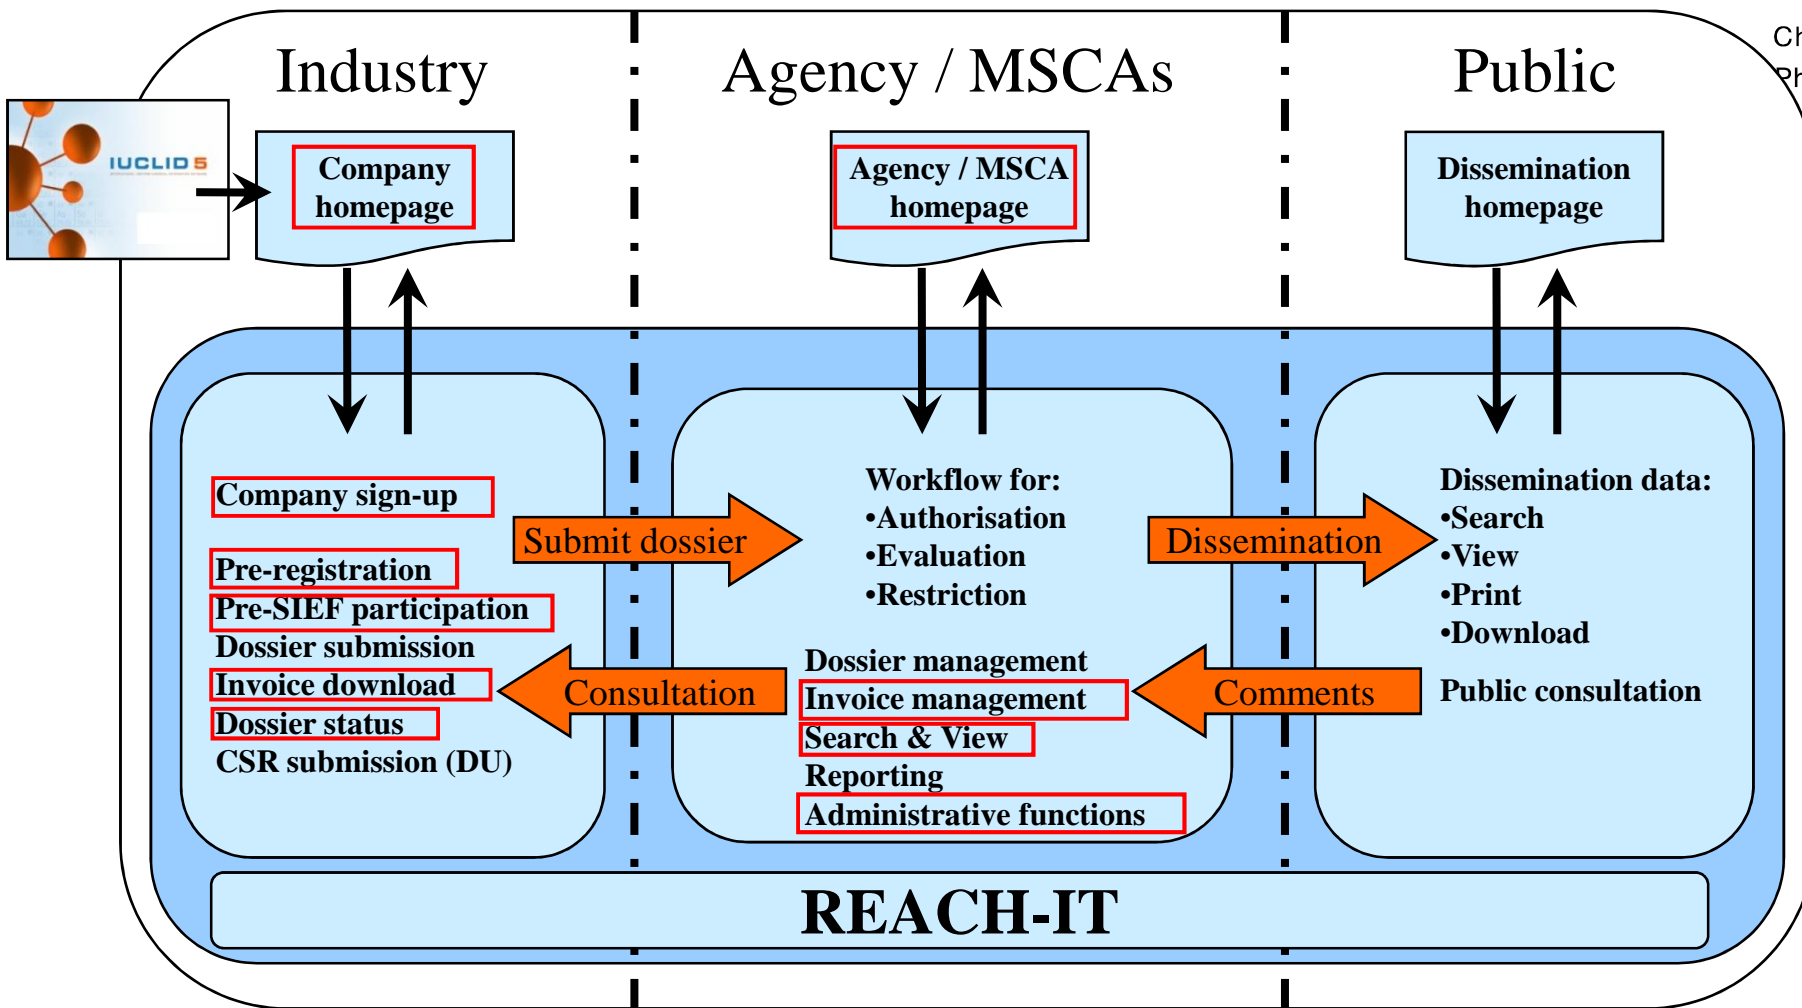 Industry
Agency / MSCAs
Public
Ch
Ph
IUCLID 5
Company
homepage
Agency / MSCA
homepage
Dissemination
homepage
Company sign-up
Pre-registration
Pre-SIEF participation
Dossier submission
Invoice download
Dossier status
CSR submission (DU)
Submit dossier
Consultation
Workflow for:
•Authorisation
•Evaluation
•Restriction
Dossier management
Invoice management
Search & View
Reporting
Administrative functions
Dissemination
Comments
Dissemination data:
•Search
•View
•Print
•Download
Public consultation
REACH-IT